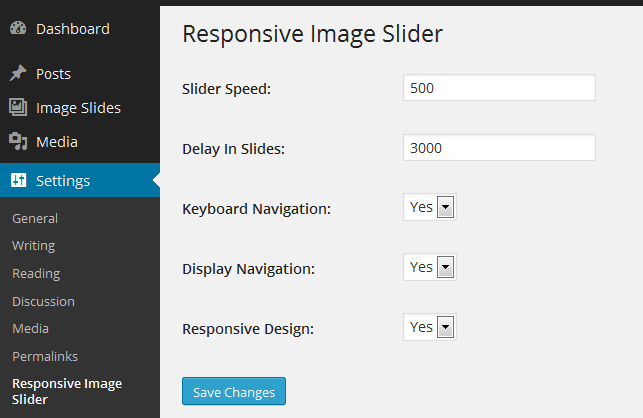 Dashboard
Posts
Image Slides
Media
Settings
General
Writing
Reading
Discussion
Media
Permalinks
Responsive Image
Slider
Responsive Image Slider
Slider Speed: 500
Delay In Slides: 3000
Keyboard Navigation: Yes
Display Navigation: Yes
Responsive Design: Yes
Save Changes